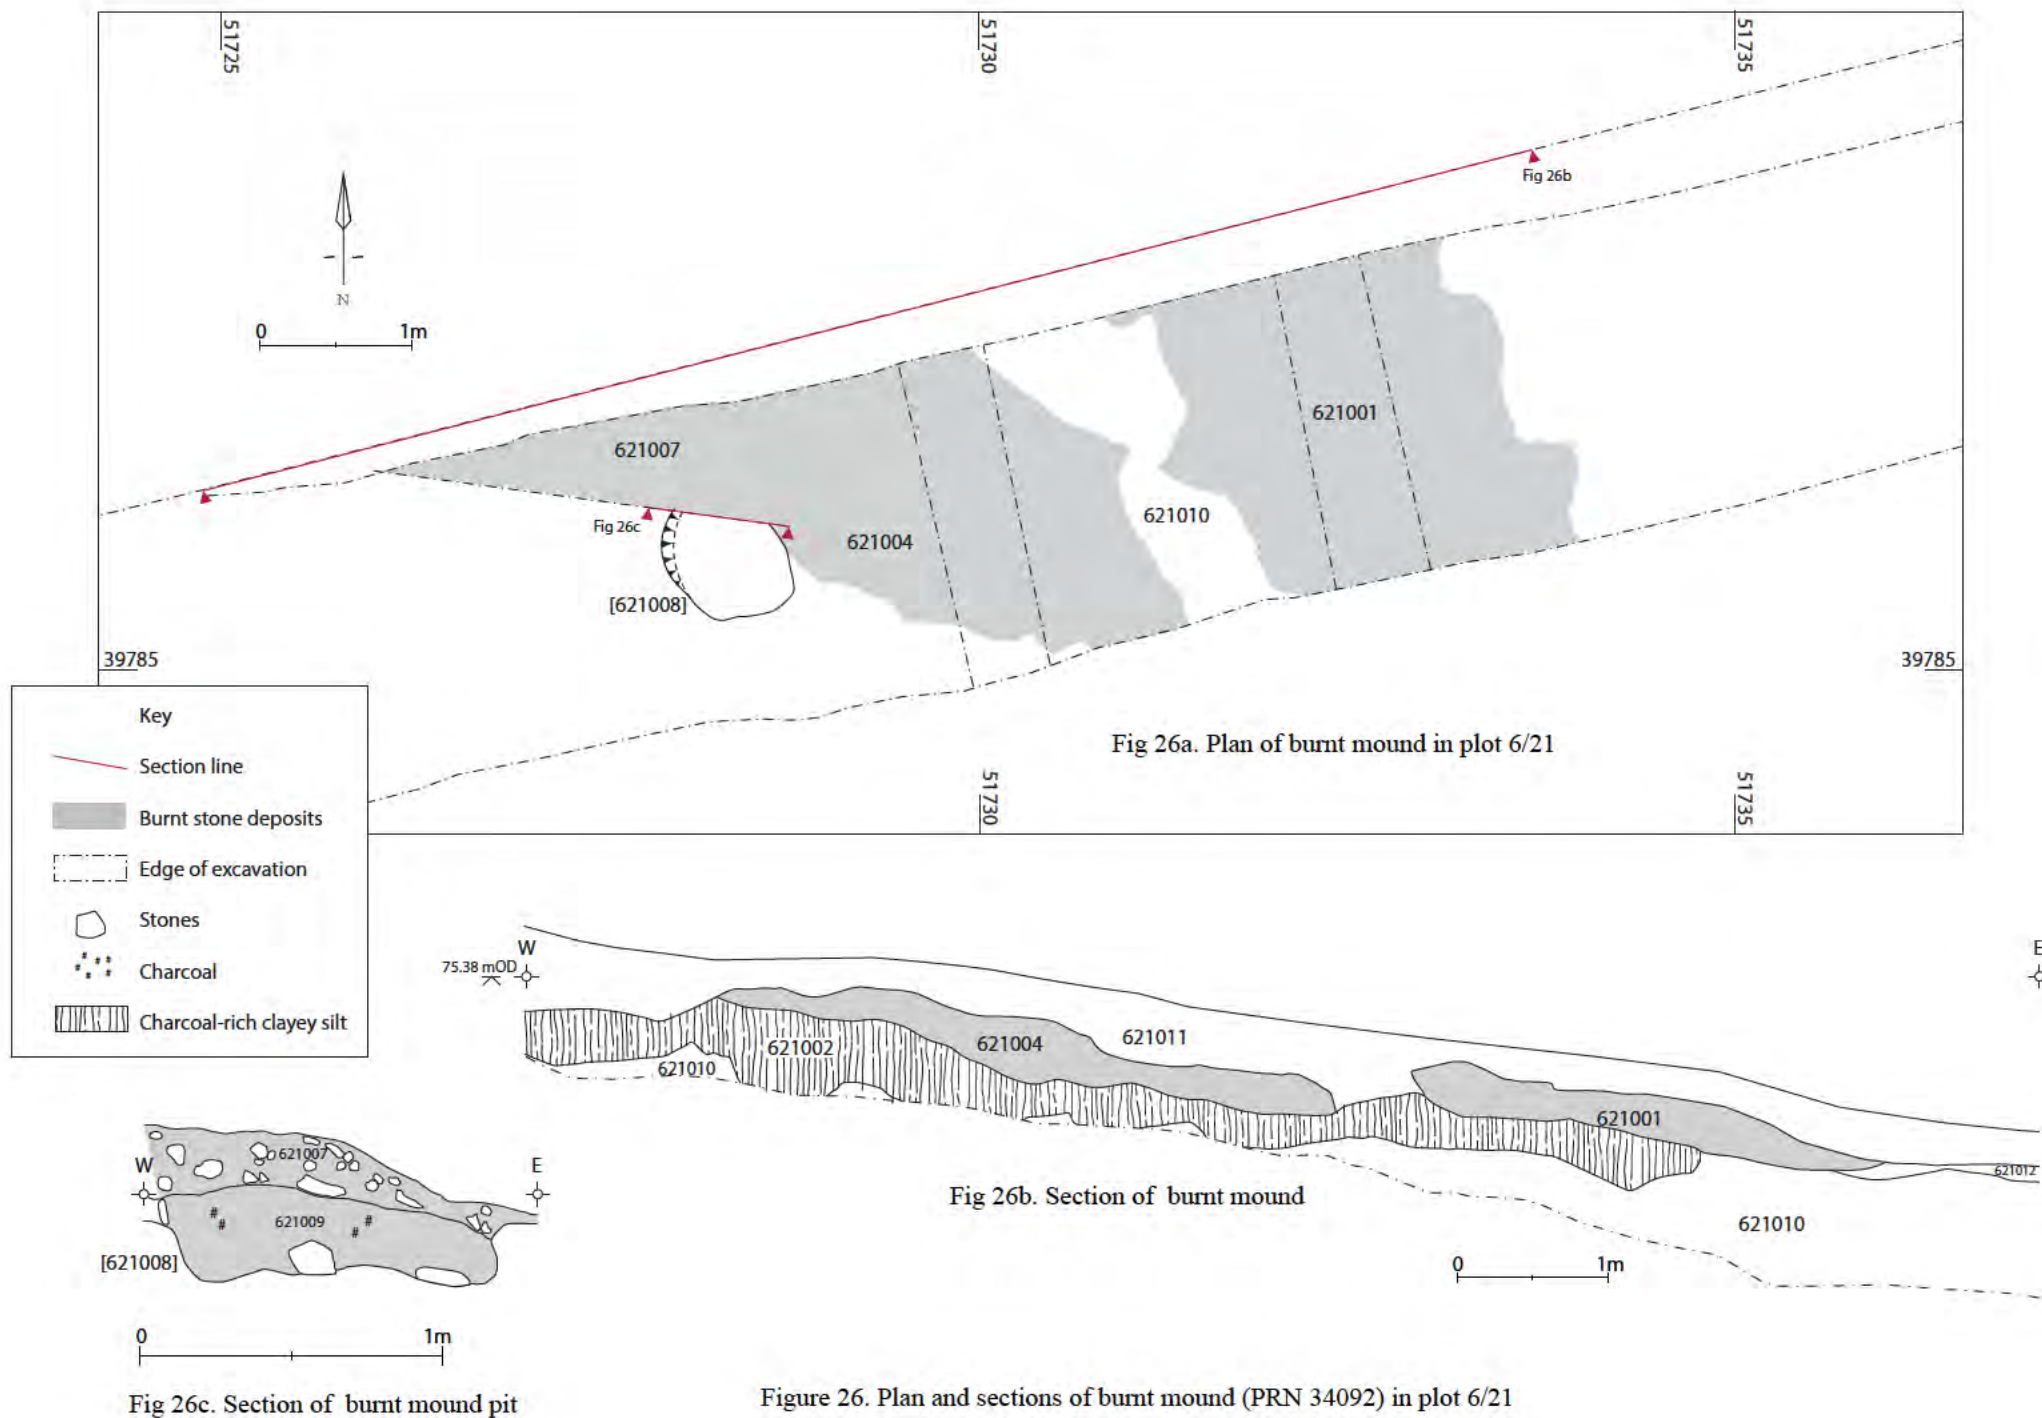 51725
51730
51735
Fig 26b
N
0 1m
621007
621001
Fig 26c
621004
621010
[621008]
39785
39785
Fig 26a. Plan of burnt mound in plot 6/21
51730
51735
Key
Section line
Burnt stone deposits
Edge of excavation
Stones
Charcoal
Charcoal-rich clayey silt
W
E
75.38 mOD
621011
621002
621004
621010
621001
621012
621010
Fig 26b. Section of burnt mound
0 1m
W
E
621007
621009
[621008]
0 1m
Fig 26c. Section of burnt mound pit
Figure 26. Plan and sections of burnt mound (PRN 34092) in plot 6/21